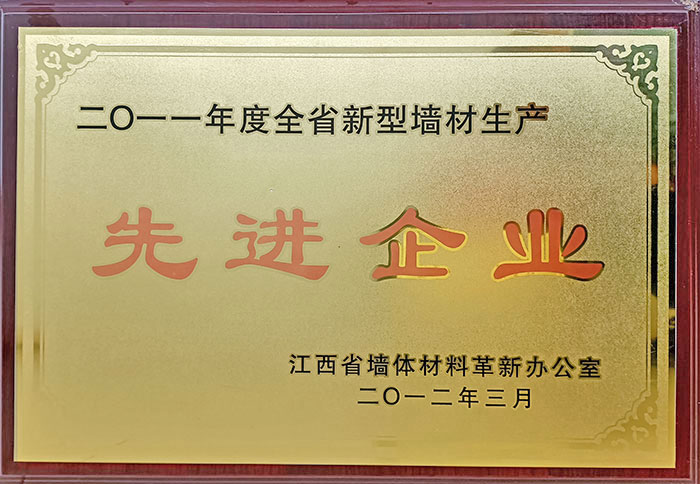 二〇一一年度全省新型墙材生产
先进企业
江西省墙体材料革新办公室
二〇一二年三月